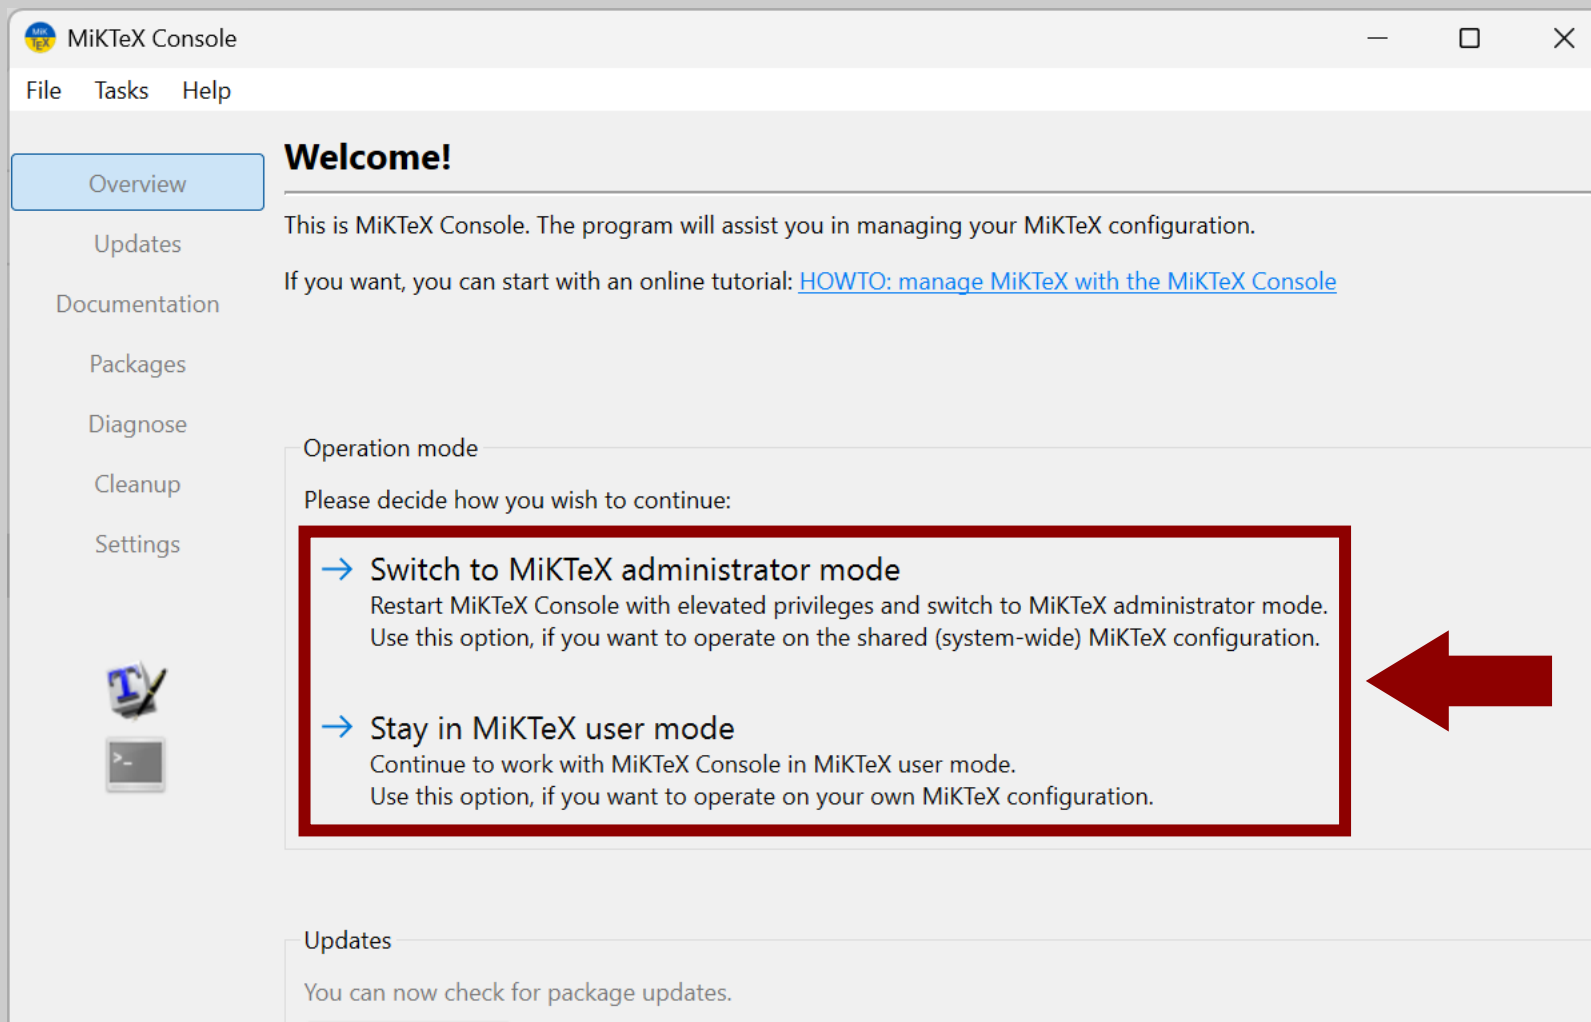 MiKTeX Console
File Tasks Help
Welcome!
Overview
Updates
Documentation
Packages
Diagnose
Cleanup
Settings
This is MiKTeX Console. The program will assist you in managing your MiKTeX configuration.
If you want, you can start with an online tutorial: HOWTO: manage MiKTeX with the MiKTeX Console
Operation mode
Please decide how you wish to continue:
Switch to MiKTeX administrator mode
Restart MiKTeX Console with elevated privileges and switch to MiKTeX administrator mode.
Use this option, if you want to operate on the shared (system-wide) MiKTeX configuration.
Stay in MiKTeX user mode
Continue to work with MiKTeX Console in MiKTeX user mode.
Use this option, if you want to operate on your own MiKTeX configuration.
Updates
You can now check for package updates.